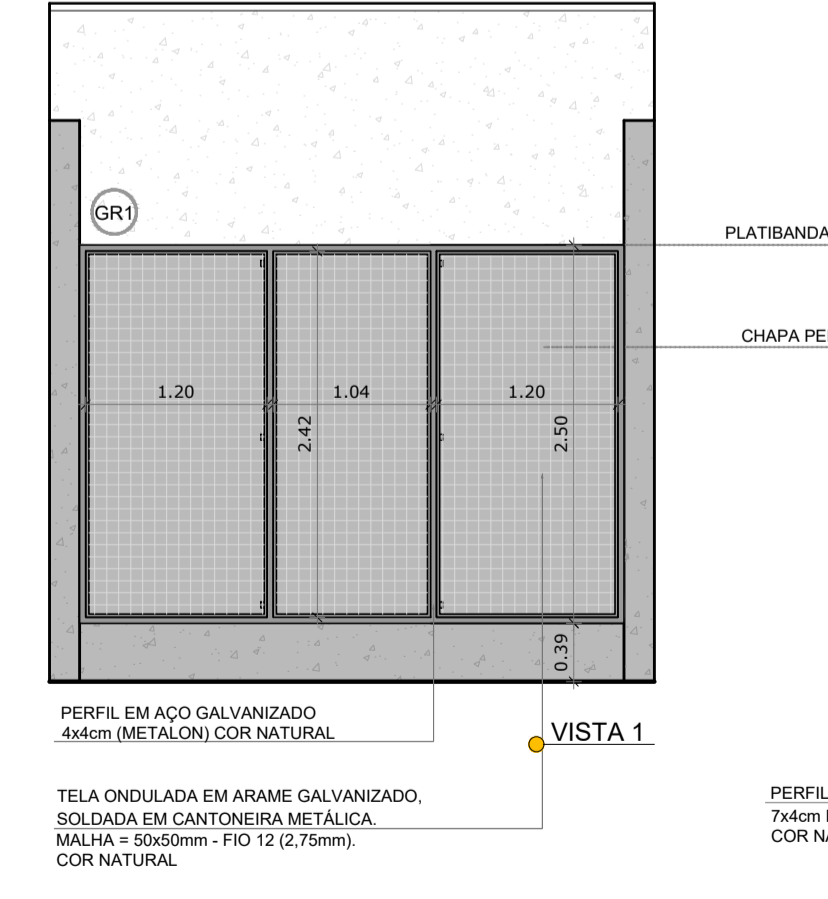 GR1
PLATIBANDA
CHAPA PE
1.20
1.04
1.20
2.42
2.50
0.39
PERFIL EM AÇO GALVANIZADO
4x4cm (METALON) COR NATURAL
VISTA 1
TELA ONDULADA EM ARAME GALVANIZADO,
SOLDADA EM CANTONEIRA METÁLICA.
MALHA = 50x50mm - FIO 12 (2,75mm).
COR NATURAL
PERFIL
7x4cm
COR NA